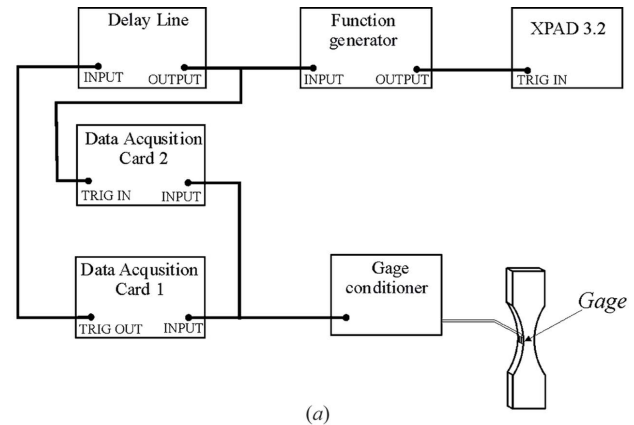 Delay Line
INPUT
OUTPUT
Function
generator
INPUT
OUTPUT
XPAD 3.2
TRIG IN
Data Acqusition
Card 2
TRIG IN
INPUT
Data Acqusition
Card 1
TRIG OUT
INPUT
Gage
conditioner
Gage
(a)